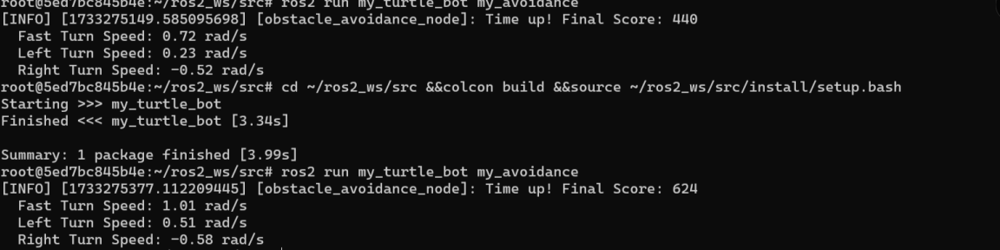 root@5ed7bc845b4e:~/ros2_ws/src# ros2 run my_turtle_bot my_avoidance
[INFO] [1733275149.585095698] [obstacle_avoidance_node]: Time up! Final Score: 440
  Fast Turn Speed: 0.72 rad/s
  Left Turn Speed: 0.23 rad/s
  Right Turn Speed: -0.52 rad/s
root@5ed7bc845b4e:~/ros2_ws/src# cd ~/ros2_ws/src &&colcon build &&source ~/ros2_ws/src/install/setup.bash
Starting >>> my_turtle_bot
Finished <<< my_turtle_bot [3.34s]

Summary: 1 package finished [3.99s]
root@5ed7bc845b4e:~/ros2_ws/src# ros2 run my_turtle_bot my_avoidance
[INFO] [1733275377.112209445] [obstacle_avoidance_node]: Time up! Final Score: 624
  Fast Turn Speed: 1.01 rad/s
  Left Turn Speed: 0.51 rad/s
  Right Turn Speed: -0.58 rad/s